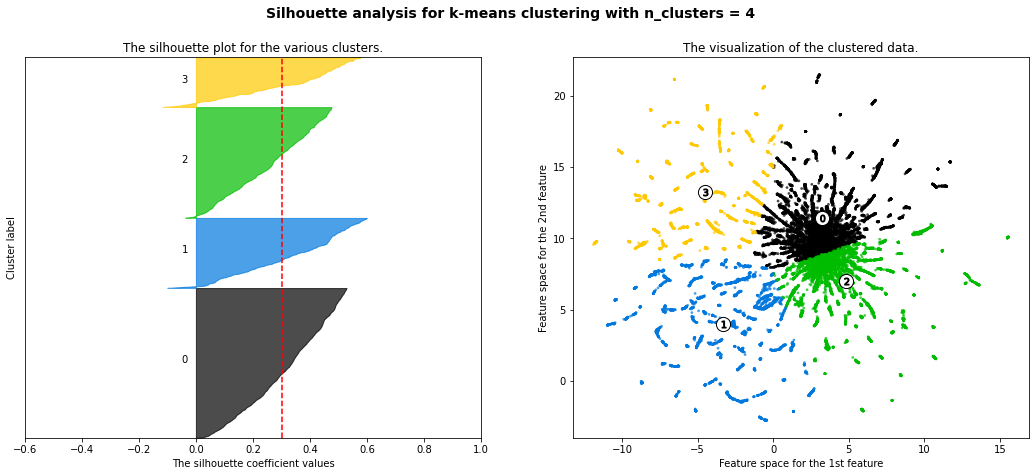 Silhouette analysis for k-means clustering with n_clusters = 4
The silhouette plot for the various clusters.
Cluster label
3
2
1
0
−0.6 −0.4 −0.2 0.0 0.2 0.4 0.6 0.8 1.0
The silhouette coefficient values
The visualization of the clustered data.
Feature space for the 2nd feature
20
15
10
5
0
3
0
2
1
−10 −5 0 5 10 15
Feature space for the 1st feature